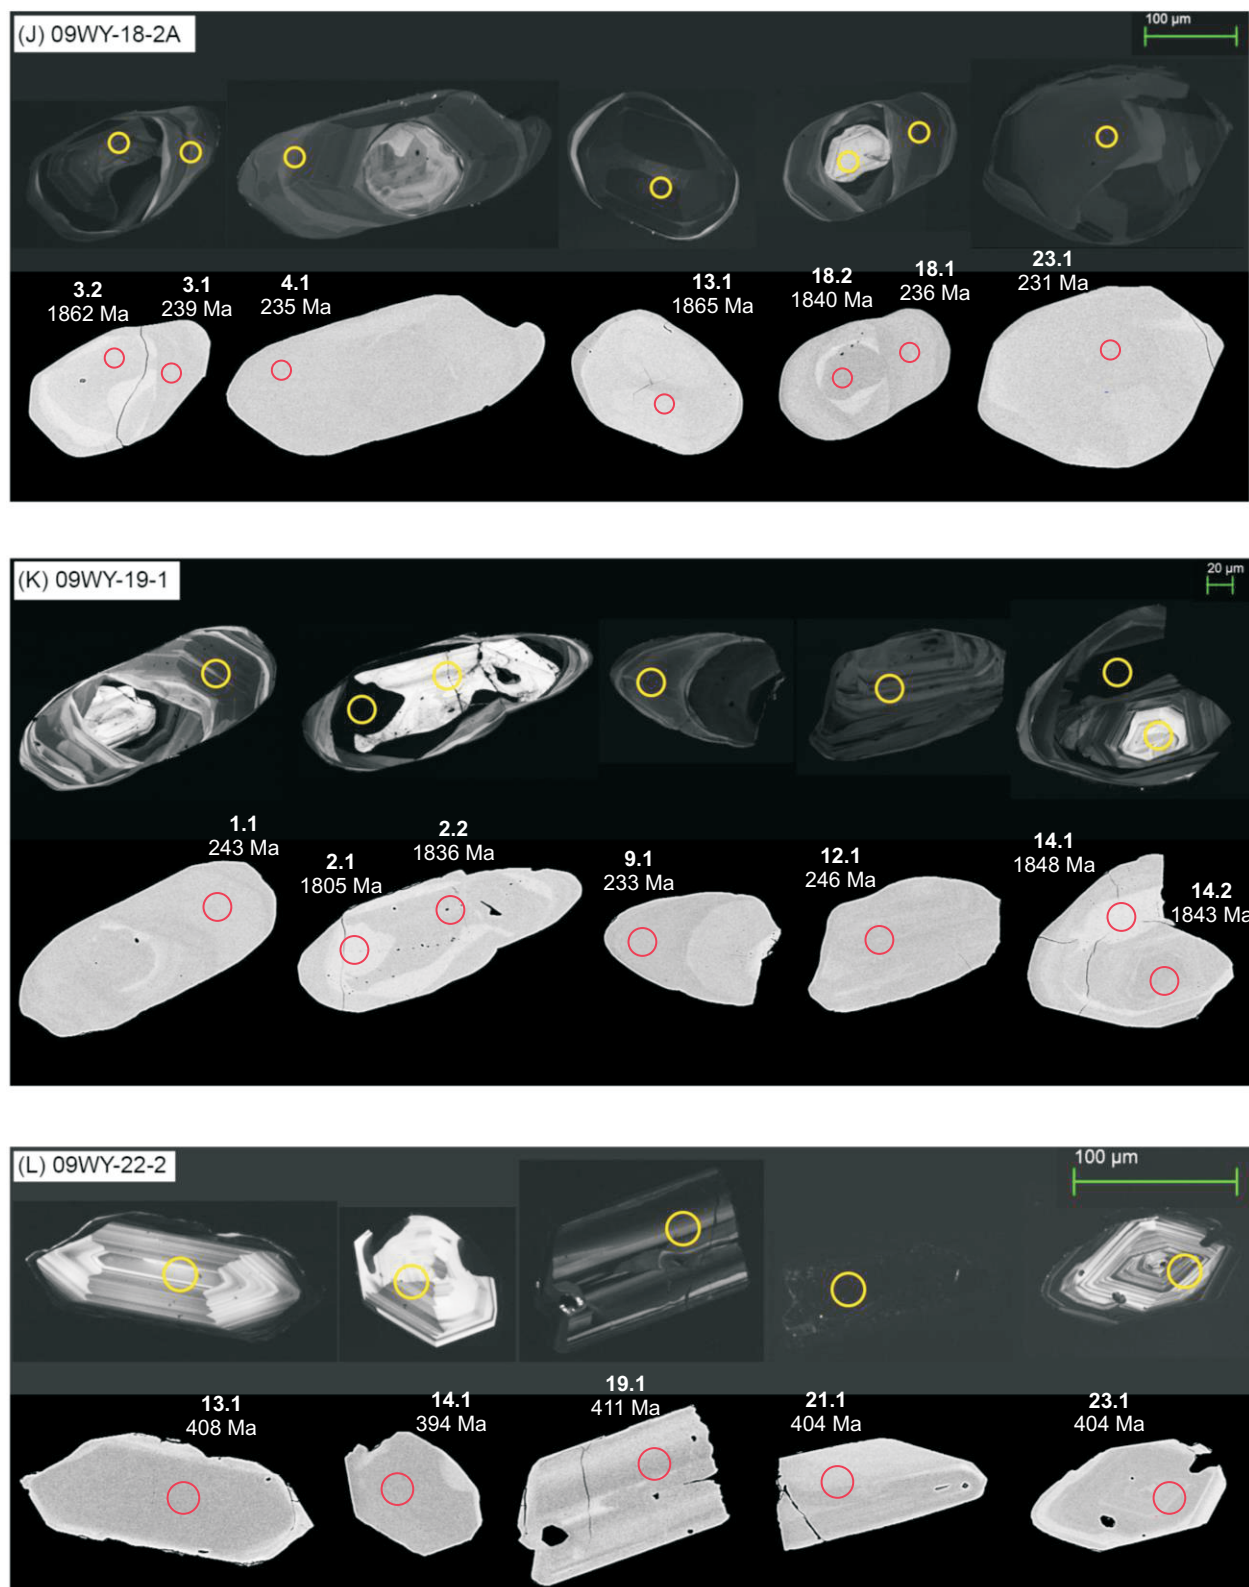 (J) 09WY-18-2A
100 µm
3.2
1862 Ma
3.1
239 Ma
4.1
235 Ma
13.1
1865 Ma
18.2
1840 Ma
18.1
236 Ma
23.1
231 Ma
(K) 09WY-19-1
20 µm
1.1
243 Ma
2.1
1805 Ma
2.2
1836 Ma
9.1
233 Ma
12.1
246 Ma
14.1
1848 Ma
14.2
1843 Ma
(L) 09WY-22-2
100 µm
13.1
408 Ma
14.1
394 Ma
19.1
411 Ma
21.1
404 Ma
23.1
404 Ma